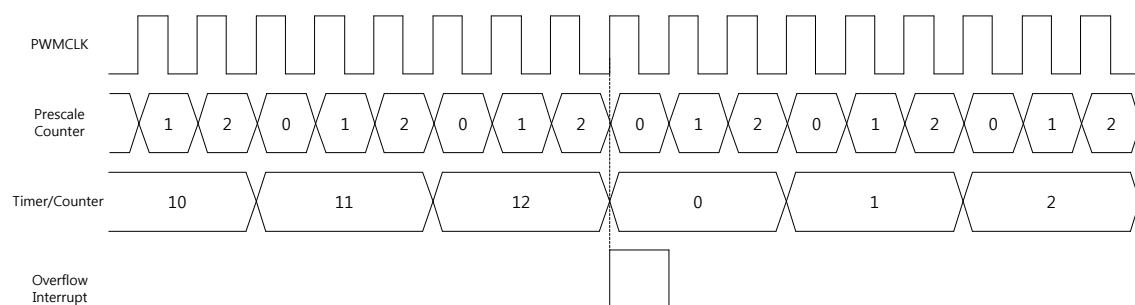 PWMCLK
Prescale
Counter
1 2 0 1 2 0 1 2 0 1 2 0 1 2 0 1 2
Timer/Counter
10 11 12 0 1 2
Overflow
Interrupt